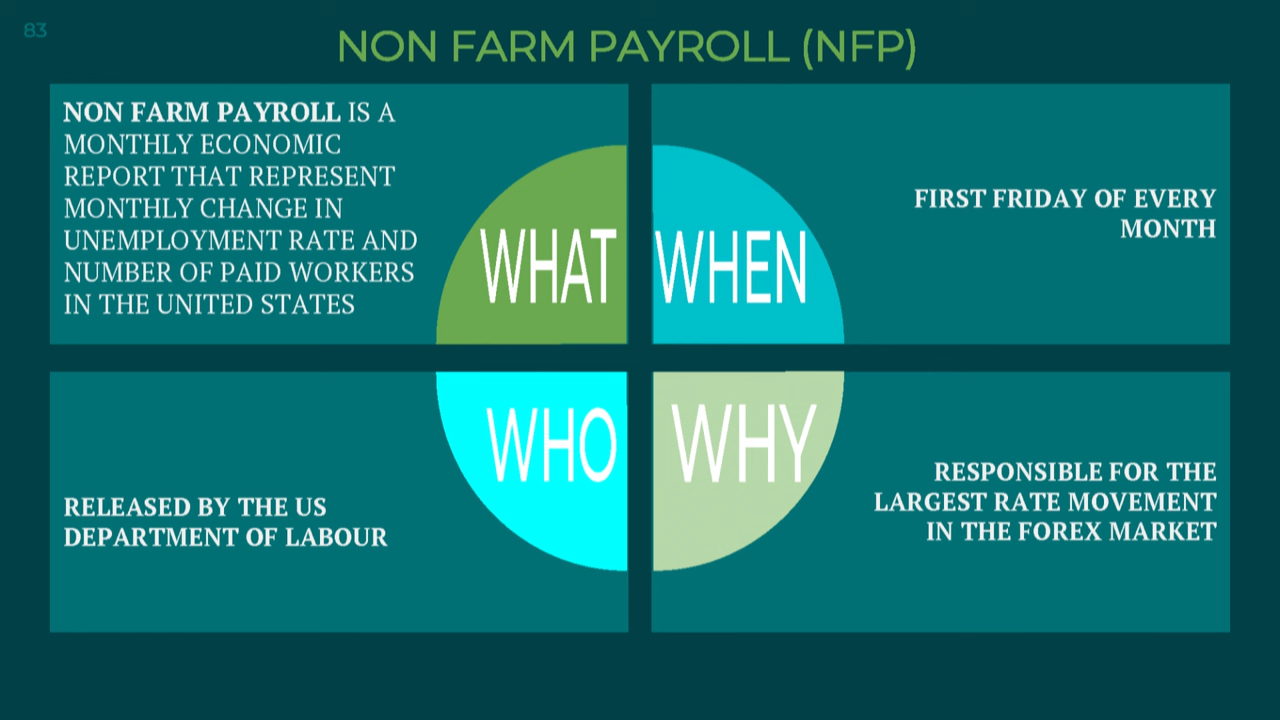 83
NON FARM PAYROLL (NFP)
NON FARM PAYROLL IS A
MONTHLY ECONOMIC
REPORT THAT REPRESENT
MONTHLY CHANGE IN
UNEMPLOYMENT RATE AND
NUMBER OF PAID WORKERS
IN THE UNITED STATES
WHAT
WHEN
FIRST FRIDAY OF EVERY
MONTH
RELEASED BY THE US
DEPARTMENT OF LABOUR
WHO
WHY
RESPONSIBLE FOR THE
LARGEST RATE MOVEMENT
IN THE FOREX MARKET